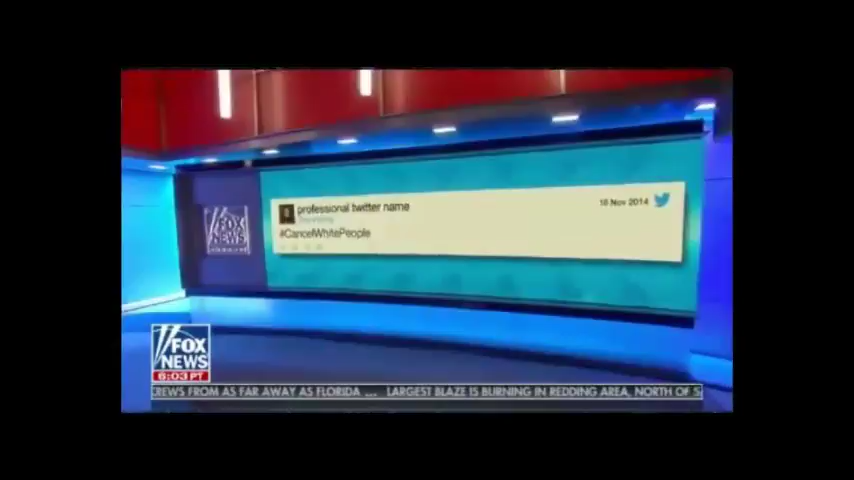 professional twitter name
18 Nov 2014
#CancelWhitePeople
FOX
NEWS
FOX
NEWS
6:03 PT
CREWS FROM AS FAR AWAY AS FLORIDA .... LARGEST BLAZE IS BURNING IN REDDING AREA, NORTH OF S